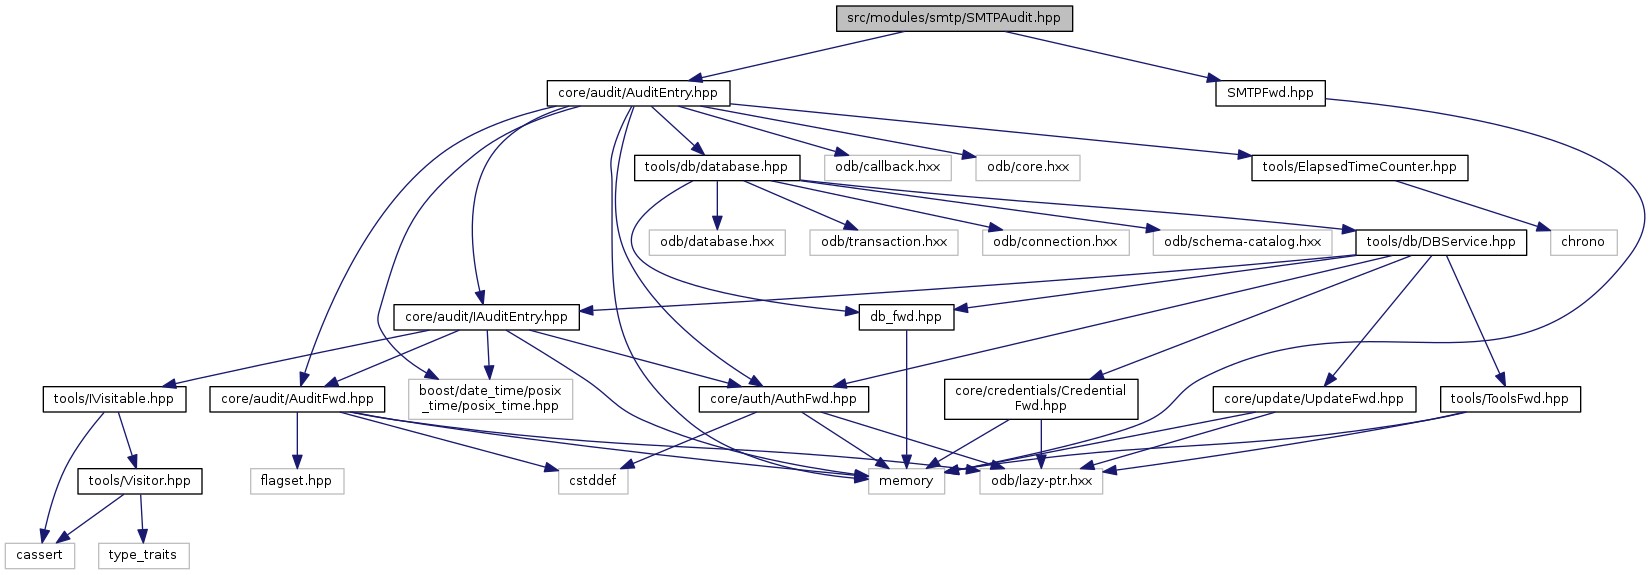 src/modules/smtp/SMTPAudit.hpp
core/audit/AuditEntry.hpp
SMTPFwd.hpp
tools/db/database.hpp
odb/callback.hxx
odb/core.hxx
tools/ElapsedTimeCounter.hpp
odb/database.hxx
odb/transaction.hxx
odb/connection.hxx
odb/schema-catalog.hxx
tools/db/DBService.hpp
chrono
core/audit/IAuditEntry.hpp
db_fwd.hpp
tools/IVisitable.hpp
core/audit/AuditFwd.hpp
boost/date_time/posix
_time/posix_time.hpp
core/auth/AuthFwd.hpp
core/credentials/Credential
Fwd.hpp
core/update/UpdateFwd.hpp
tools/ToolsFwd.hpp
tools/Visitor.hpp
flagset.hpp
cstddef
memory
odb/lazy-ptr.hxx
cassert
type_traits